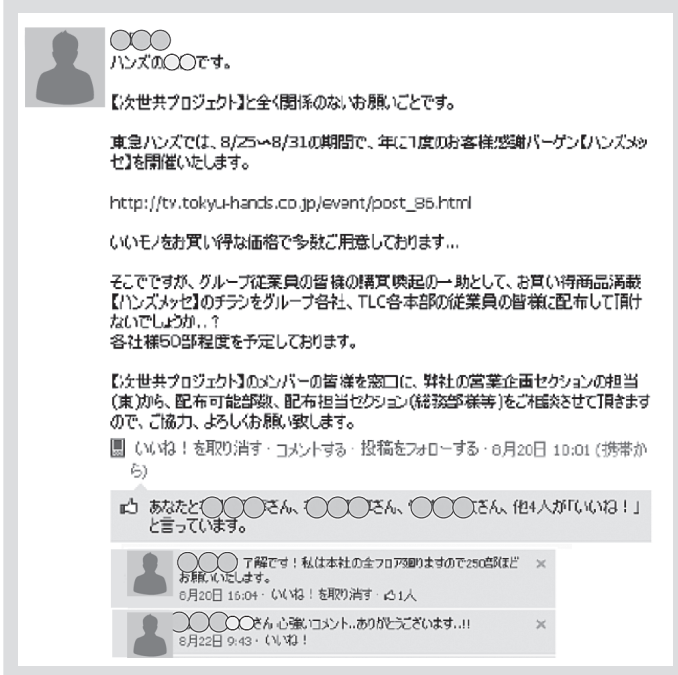 ハンズの○○です。
【次世共プロジェクト】と全く関係のないお願いごとです。
東急ハンズでは、8/25～8/31の期間で、年に1度のお客様感謝バーゲン【ハンズメッ
セ】を開催いたします。
http://tv.tokyu-hands.co.jp/event/post_86.html
いいモノをお買い得な価格で多数ご用意しております...
そこでですが、グループ従業員の皆様の購買喚起の一助として、お買い得商品満載
【ハンズメッセ】のチラシをグループ各社、TLC各本部の従業員の皆様に配布して頂け
ないでしょうか..？
各社様50部程度を予定しております。
【次世共プロジェクト】のメンバーの皆様を窓口に、弊社の営業企画セクションの担当
(東)から、配布可能部数、配布担当セクション(総務部様等)をご相談させて頂きます
ので、ご協力、よろしくお願い致します。
いいね！を取り消す · コメントする · 投稿をフォローする · 8月20日 10:01 (携帯か
ら)
あなたと○○○さん、○○○さん、○○○さん、他4人が「いいね！」
と言っています。
○○○ 了解です！私は本社の全フロア回りますので250部ほど
お願いいたします。
8月20日 16:04 · いいね！を取り消す · 1人
○○○○○さん 心強いコメント..ありがとうございます..!!
8月22日 9:43 · いいね！